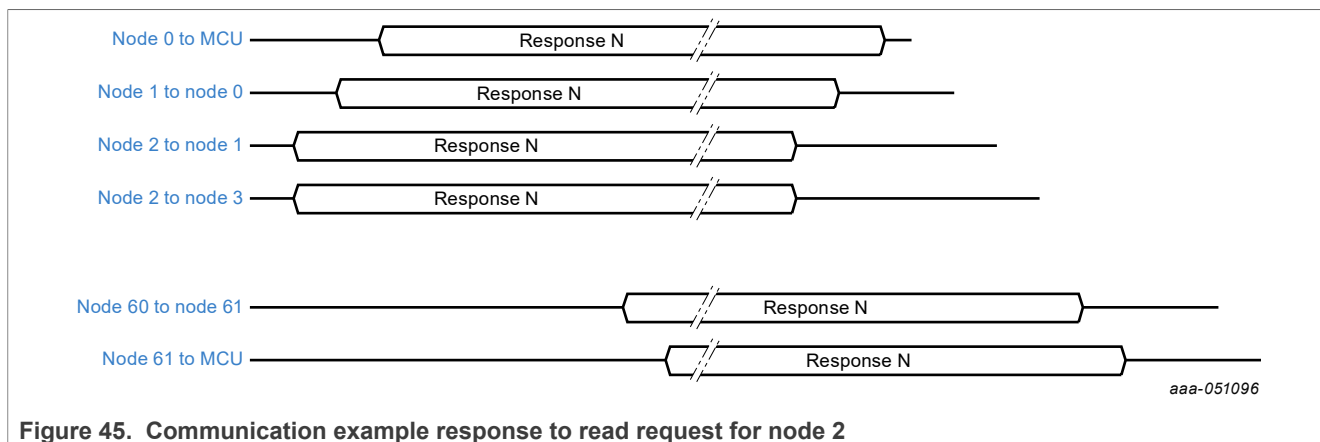 Node 0 to MCU Response N
Node 1 to node 0 Response N
Node 2 to node 1 Response N
Node 2 to node 3 Response N
Node 60 to node 61 Response N
Node 61 to MCU Response N
aaa-051096
Figure 45. Communication example response to read request for node 2